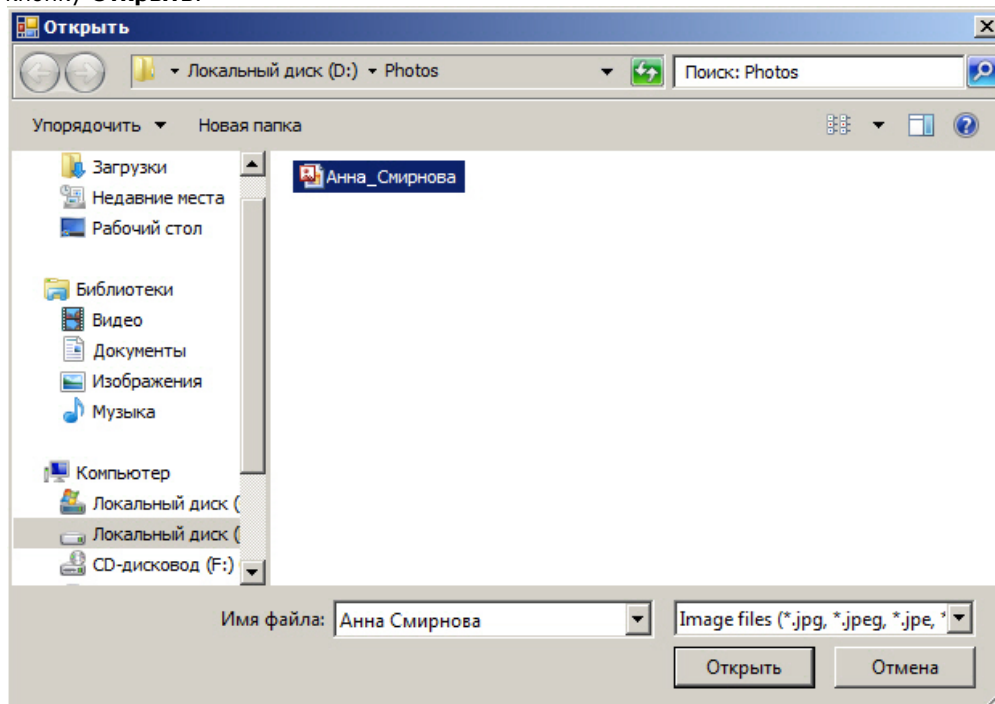 Открыть
Локальный диск (D:) Photos
Поиск: Photos
Упорядочить Новая папка
Загрузки
Анна_Смирнова
Недавние места
Рабочий стол
Библиотеки
Видео
Документы
Изображения
Музыка
Компьютер
Локальный диск (
Локальный диск (
CD-дисковод (F:)
Имя файла: Анна Смирнова
Image files (*.jpg, *.jpeg, *.jpe, *
Открыть Отмена